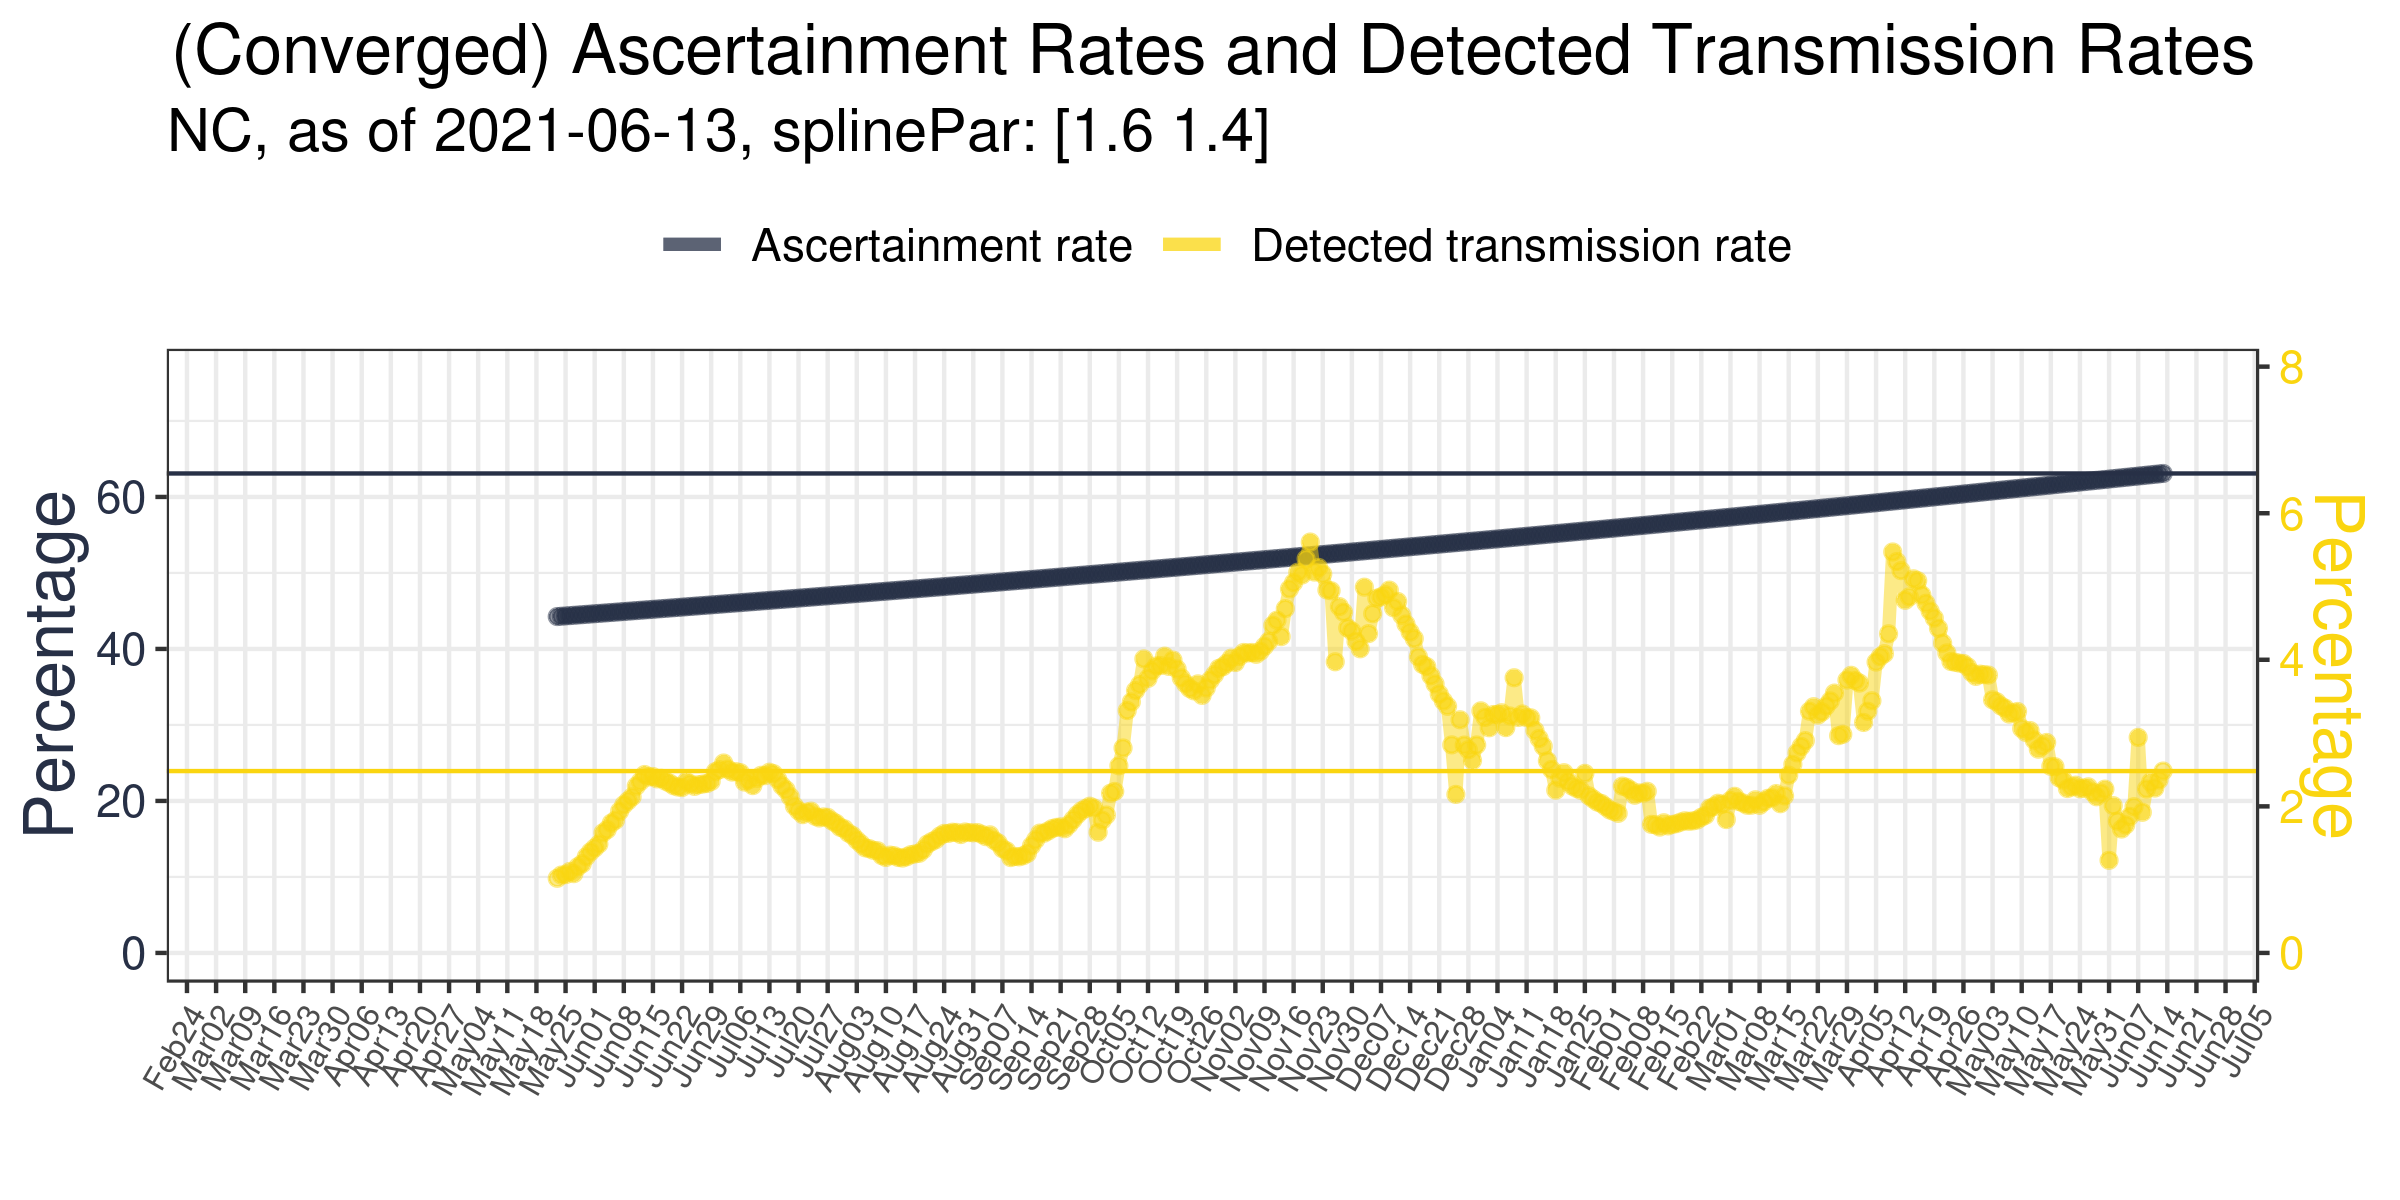 (Converged) Ascertainment Rates and Detected Transmission Rates
NC, as of 2021-06-13, splinePar: [1.6 1.4]
Ascertainment rate Detected transmission rate
Percentage
60
40
20
0
8
6
4
2
0
Percentage
Feb24
Mar02
Mar09
Mar16
Mar23
Mar30
Apr06
Apr13
Apr20
Apr27
May04
May11
May18
May25
Jun01
Jun08
Jun15
Jun22
Jun29
Jul06
Jul13
Jul20
Jul27
Aug03
Aug10
Aug17
Aug24
Aug31
Sep07
Sep14
Sep21
Sep28
Oct05
Oct12
Oct19
Oct26
Nov02
Nov09
Nov16
Nov23
Nov30
Dec07
Dec14
Dec21
Dec28
Jan04
Jan11
Jan18
Jan25
Feb01
Feb08
Feb15
Feb22
Mar01
Mar08
Mar15
Mar22
Mar29
Apr05
Apr12
Apr19
Apr26
May03
May10
May17
May24
May31
Jun07
Jun14
Jun21
Jun28
Jul05